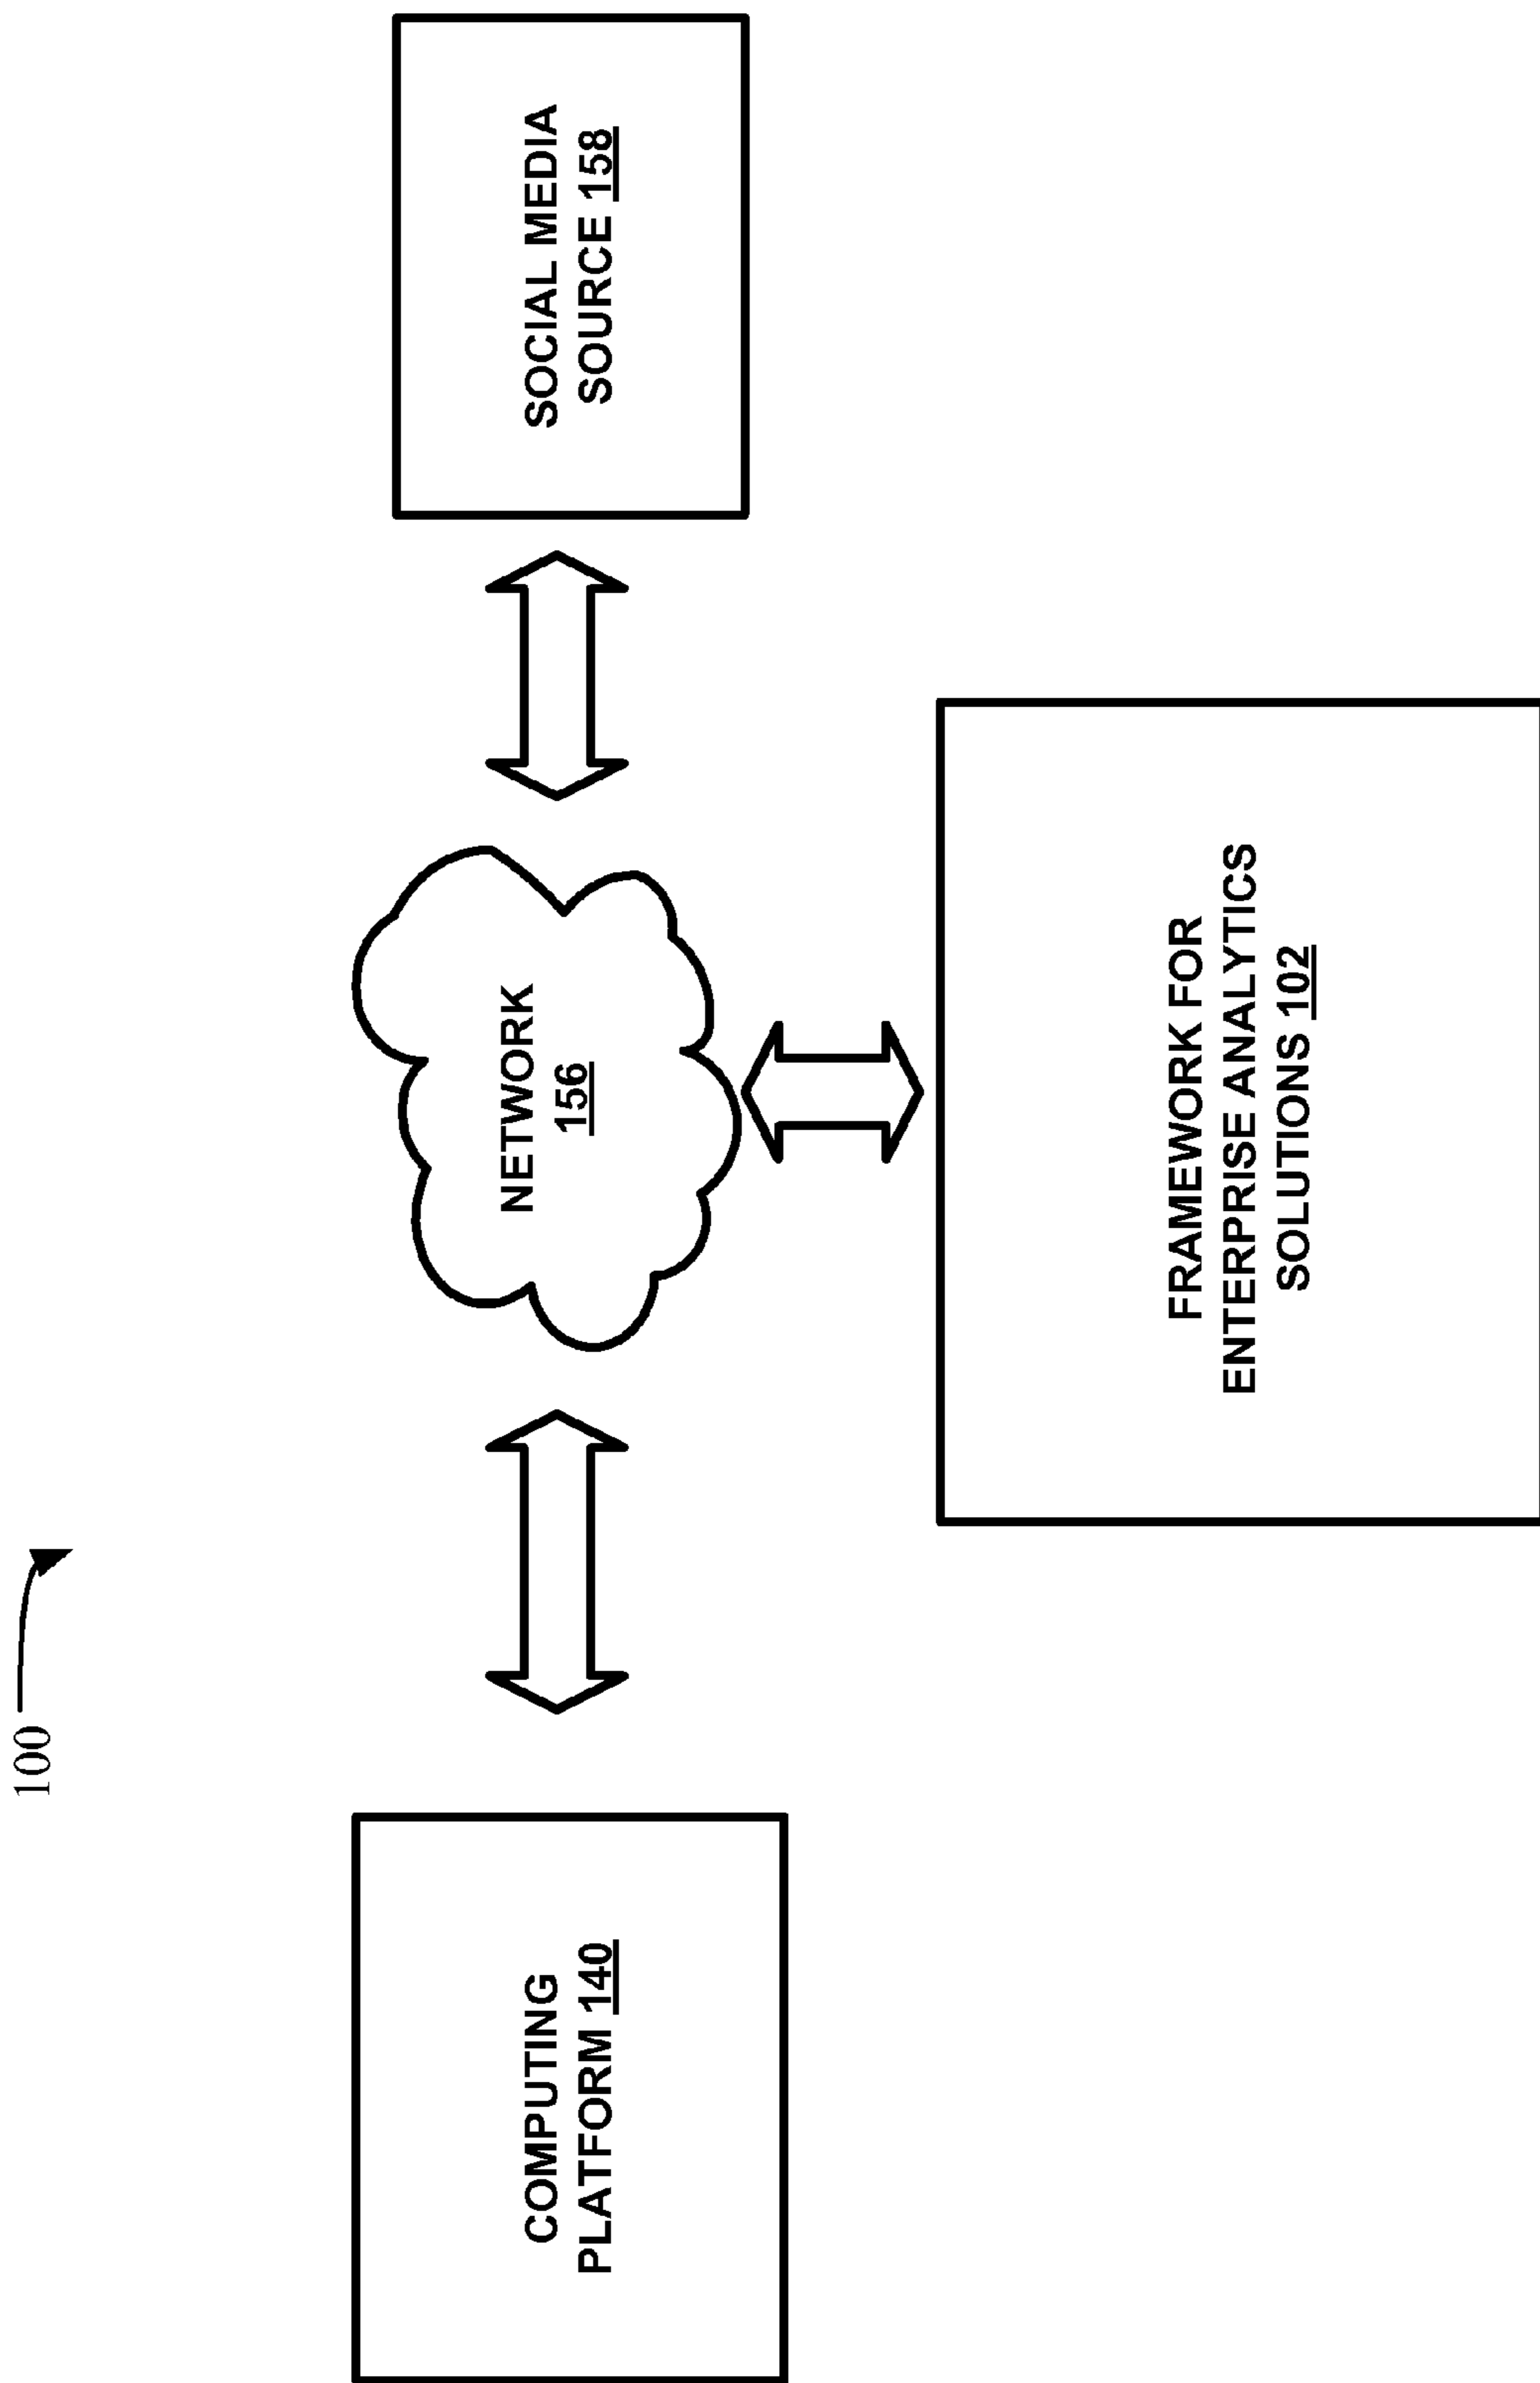 100
COMPUTING
PLATFORM 140
NETWORK
156
SOCIAL MEDIA
SOURCE 158
FRAMEWORK FOR
ENTERPRISE ANALYTICS
SOLUTIONS 102